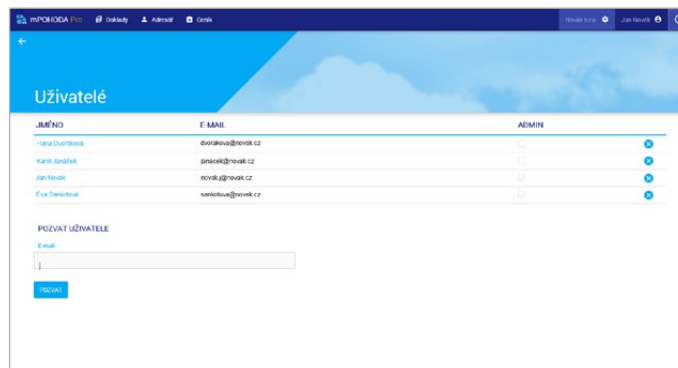 mPOHODA Pro Doklady Adresář Ceník Novák s.r.o. Jan Novák
Uživatelé
JMÉNO E-MAIL ADMIN
Hana Dvořáková dvorakova@novak.cz
Karel Janáček janacek@novak.cz
Jan Novák novak.j@novak.cz
Eva Sankotová sankotova@novak.cz
POZVAT UŽIVATELE
E-mail
POZVAT